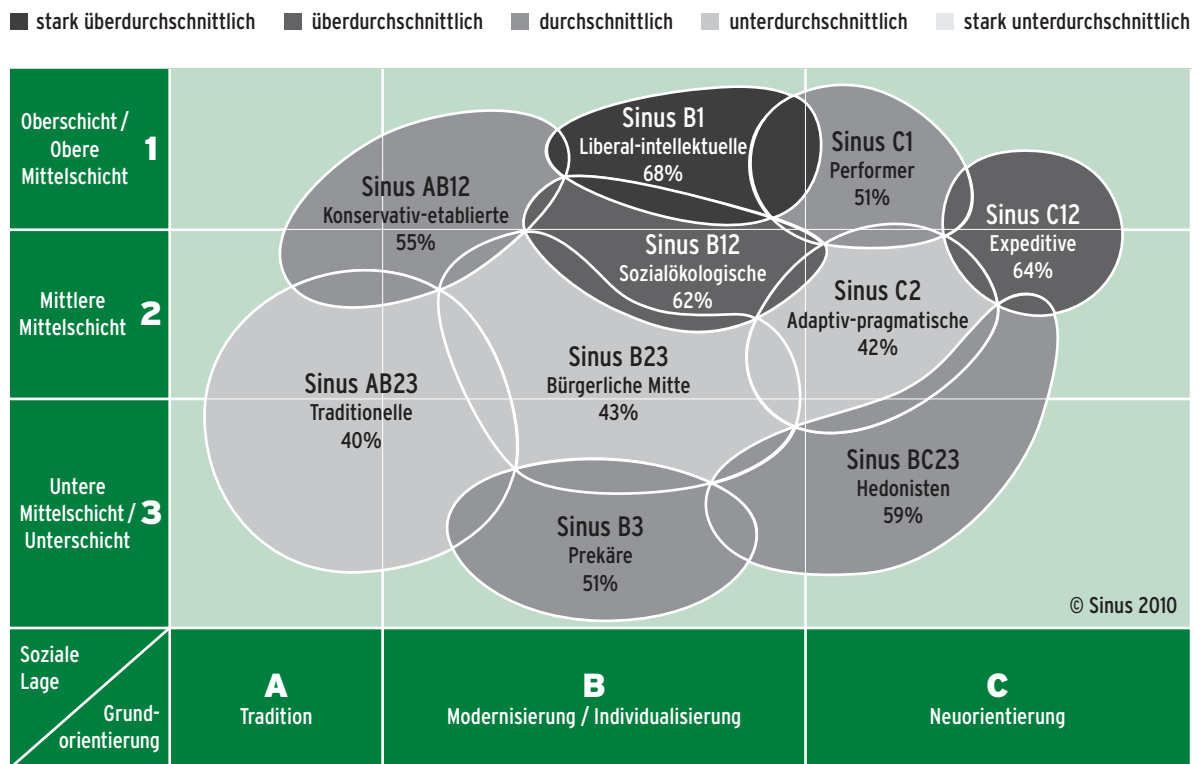 stark überdurchschnittlich
überdurchschnittlich
durchschnittlich
unterdurchschnittlich
stark unterdurchschnittlich
Oberschicht /
Obere
Mittelschicht
1
Mittlere
Mittelschicht
2
Untere
Mittelschicht /
Unterschicht
3
Sinus B1
Liberal-intellektuelle
68%
Sinus C1
Performer
51%
Sinus AB12
Konservativ-etablierte
55%
Sinus C12
Expeditive
64%
Sinus B12
Sozialökologische
62%
Sinus C2
Adaptiv-pragmatische
42%
Sinus AB23
Traditionelle
40%
Sinus B23
Bürgerliche Mitte
43%
Sinus BC23
Hedonisten
59%
Sinus B3
Prekäre
51%
© Sinus 2010
Soziale
Lage
Grund-
orientierung
A
Tradition
B
Modernisierung / Individualisierung
C
Neuorientierung